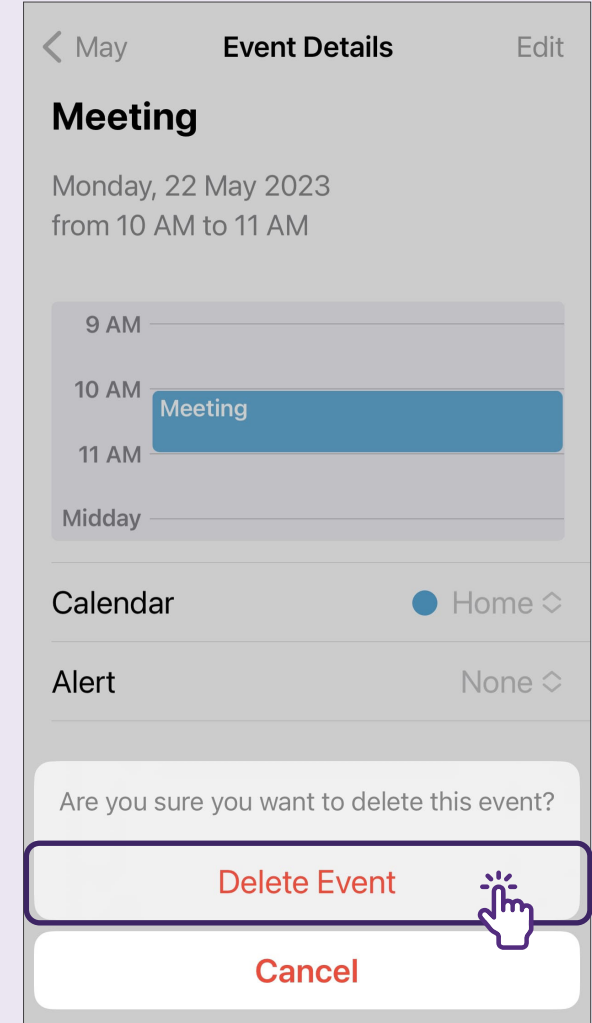 May Event Details Edit
Meeting
Monday, 22 May 2023
from 10 AM to 11 AM
9 AM
10 AM
Meeting
11 AM
Midday
Calendar Home
Alert None
Are you sure you want to delete this event?
Delete Event
Cancel